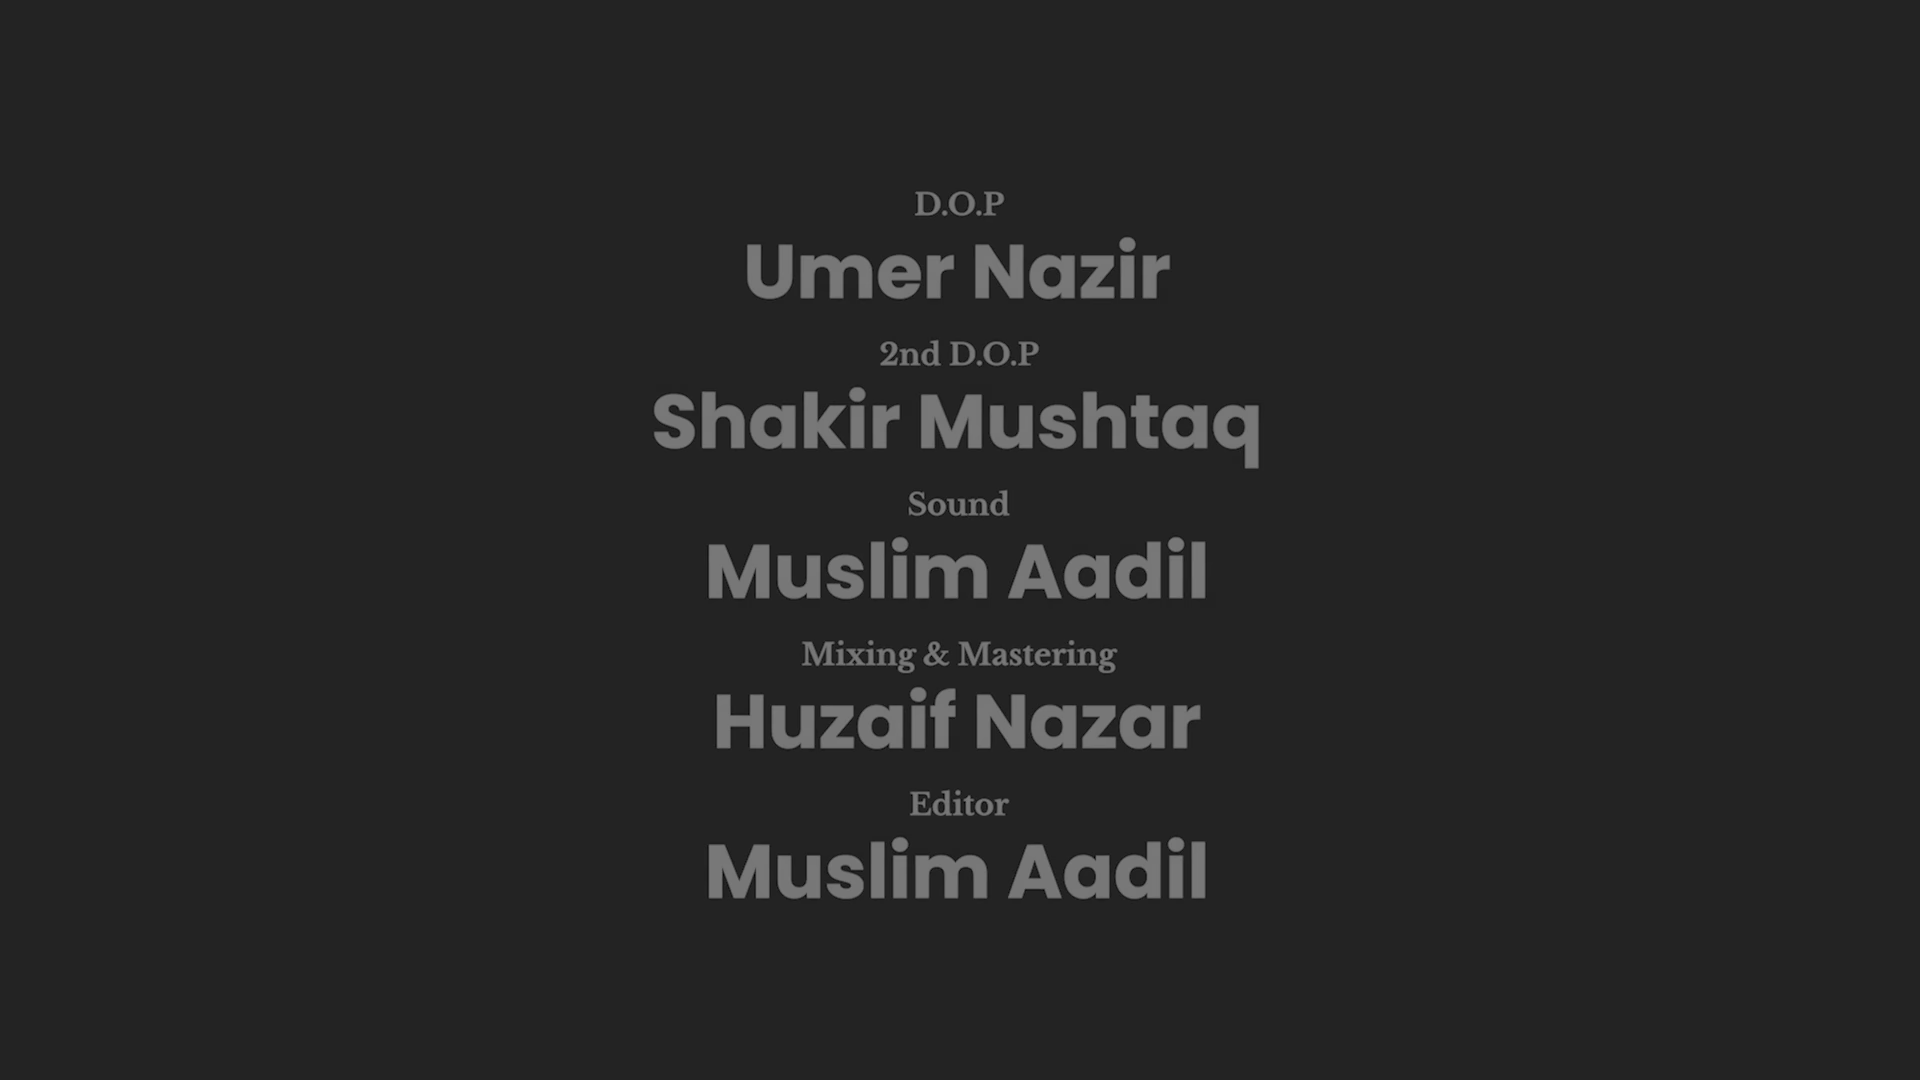 D.O.P
Umer Nazir
2nd D.O.P
Shakir Mushtaq
Sound
Muslim Aadil
Mixing & Mastering
Huzaif Nazar
Editor
Muslim Aadil